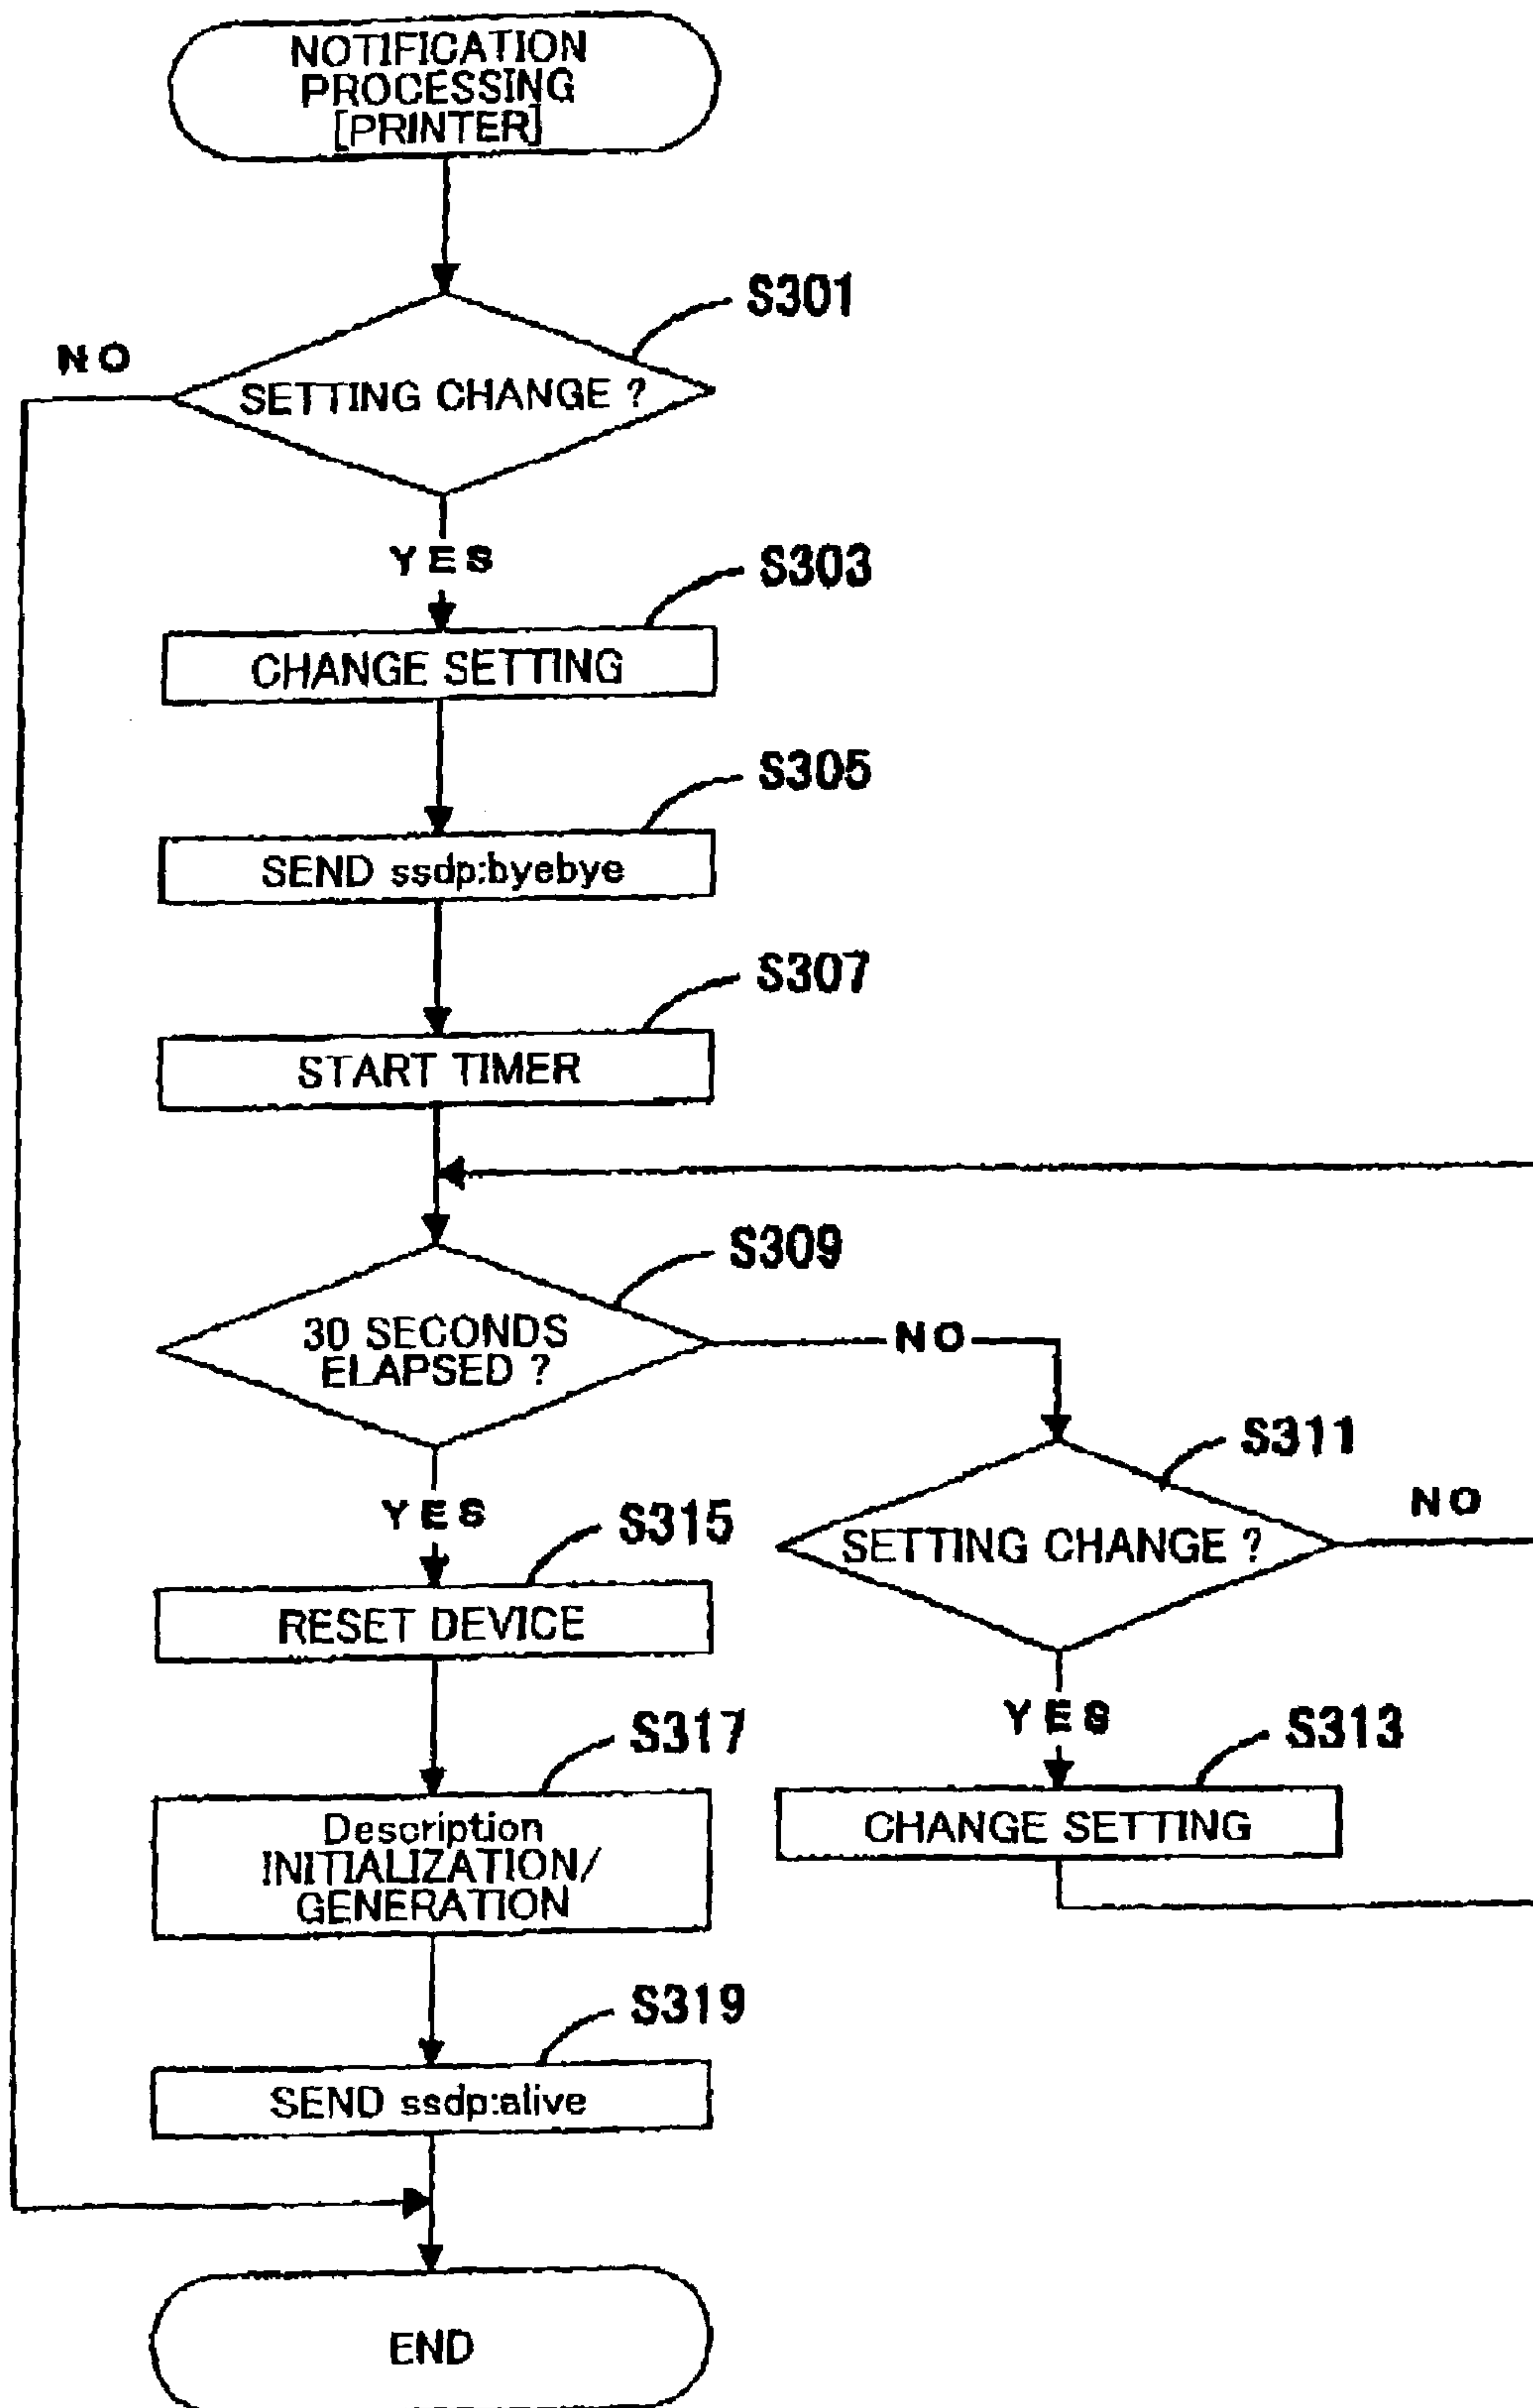 NOTIFICATION
PROCESSING
[PRINTER]
S301
NO
SETTING CHANGE ?
YES
S303
CHANGE SETTING
S305
SEND ssdp:byebye
S307
START TIMER
S309
30 SECONDS
ELAPSED ?
NO
S311
SETTING CHANGE ?
NO
YES
S315
RESET DEVICE
YES
S313
CHANGE SETTING
S317
Description
INITIALIZATION/
GENERATION
S319
SEND ssdp:alive
END